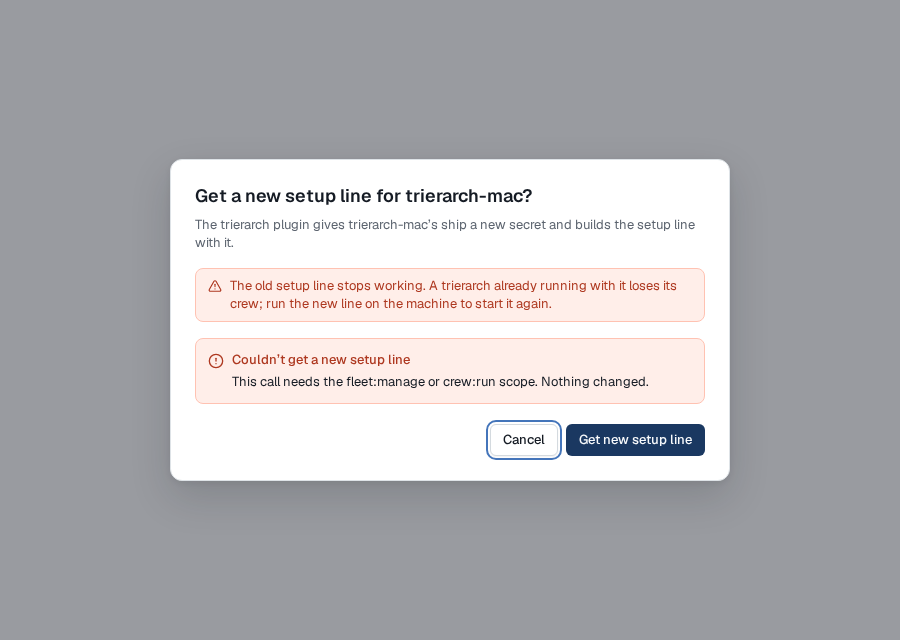 Get a new setup line for trierarch-mac?
The trierarch plugin gives trierarch-mac's ship a new secret and builds the setup line
with it.
The old setup line stops working. A trierarch already running with it loses its
crew; run the new line on the machine to start it again.
Couldn't get a new setup line
This call needs the fleet:manage or crew:run scope. Nothing changed.
Cancel
Get new setup line